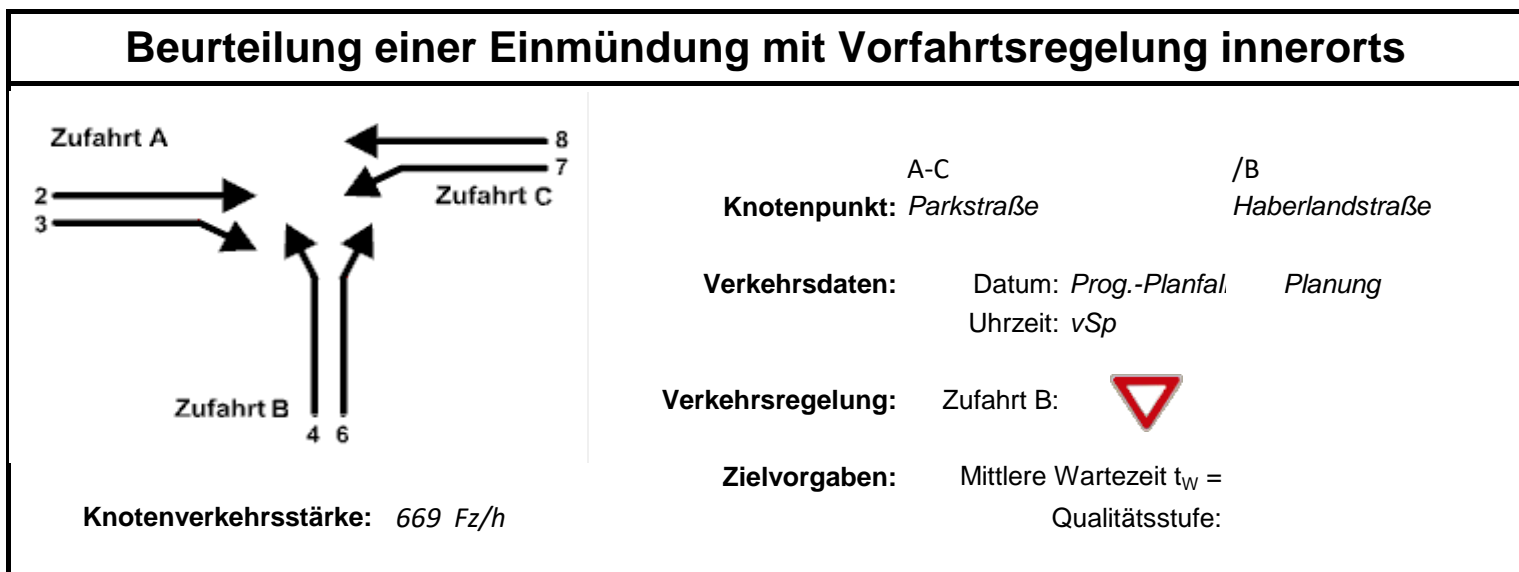 Beurteilung einer Einmündung mit Vorfahrtsregelung innerorts
Zufahrt A
8
7
2
Zufahrt C
3
Zufahrt B
4 6
Knotenverkehrsstärke: 669 Fz/h
A-C /B
Knotenpunkt: Parkstraße Haberlandstraße
Verkehrsdaten: Datum: Prog.-Planfal Planung
Uhrzeit: vSp
Verkehrsregelung: Zufahrt B:
Zielvorgaben: Mittlere Wartezeit tW =
Qualitätsstufe: